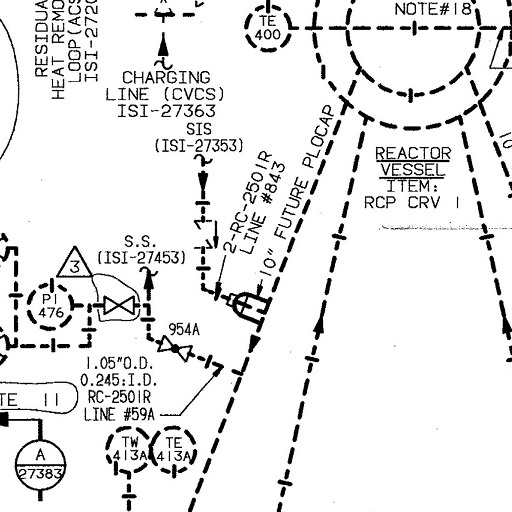 RESIDUAL
HEAT REMO
LOOP(ACS
ISI-2720
TE
400
NOTE#18
CHARGING
LINE (CVCS)
ISI-27363
SIS
(ISI-27353)
2-RC-2501R
LINE #843
10" FUTURE PLOCAP
10
REACTOR
VESSEL
ITEM:
RCP CRV 1
S.S.
(ISI-27453)
3
PI
476
954A
1.05"O.D.
0.245:I.D.
RC-2501R
LINE #59A
TE 11
A
27383
TW
413A
TE
413A